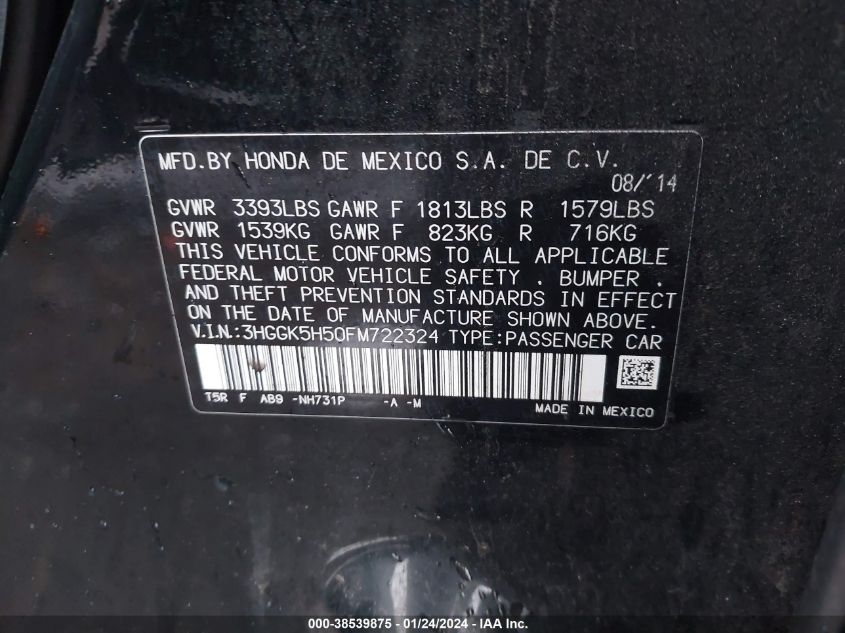 MFD.BY HONDA DE MEXICO S.A. DE C.V.
08/'14
GVWR 3393LBS GAWR F 1813LBS R 1579LBS
GVWR 1539KG GAWR F 823KG R 716KG
THIS VEHICLE CONFORMS TO ALL APPLICABLE
FEDERAL MOTOR VEHICLE SAFETY . BUMPER .
AND THEFT PREVENTION STANDARDS IN EFFECT
ON THE DATE OF MANUFACTURE SHOWN ABOVE.
V.I.N.:3HGGK5H50FM722324 TYPE:PASSENGER CAR
T5R F AB9 -NH731P -A -M
MADE IN MEXICO
000-38539875 | 01/24/2024 | IAA Inc.